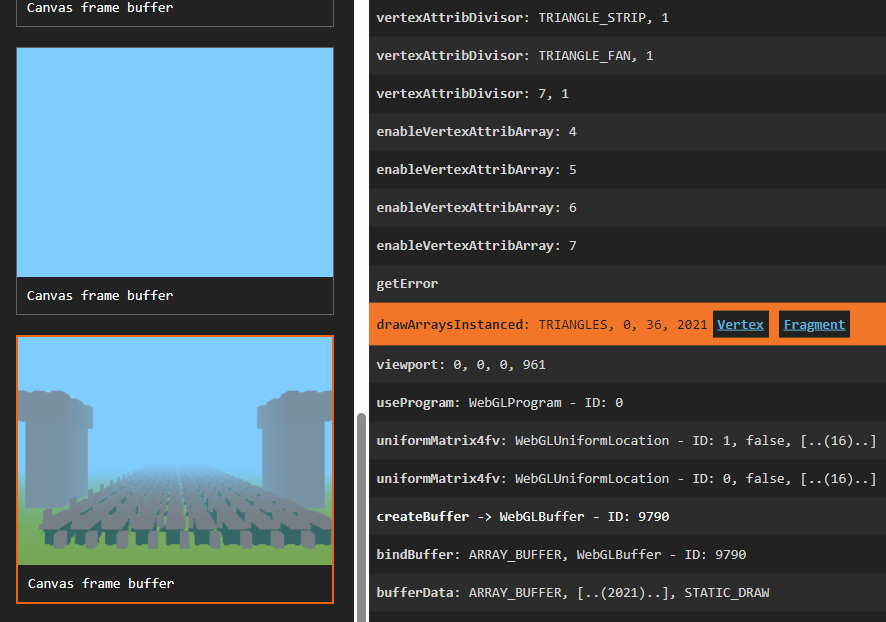 Canvas frame buffer
Canvas frame buffer
Canvas frame buffer
vertexAttribDivisor: TRIANGLE_STRIP, 1
vertexAttribDivisor: TRIANGLE_FAN, 1
vertexAttribDivisor: 7, 1
enableVertexAttribArray: 4
enableVertexAttribArray: 5
enableVertexAttribArray: 6
enableVertexAttribArray: 7
getError
drawArraysInstanced: TRIANGLES, 0, 36, 2021 Vertex Fragment
viewport: 0, 0, 0, 961
useProgram: WebGLProgram - ID: 0
uniformMatrix4fv: WebGLUniformLocation - ID: 1, false, [..(16)..]
uniformMatrix4fv: WebGLUniformLocation - ID: 0, false, [..(16)..]
createBuffer -> WebGLBuffer - ID: 9790
bindBuffer: ARRAY_BUFFER, WebGLBuffer - ID: 9790
bufferData: ARRAY_BUFFER, [..(2021)..], STATIC_DRAW